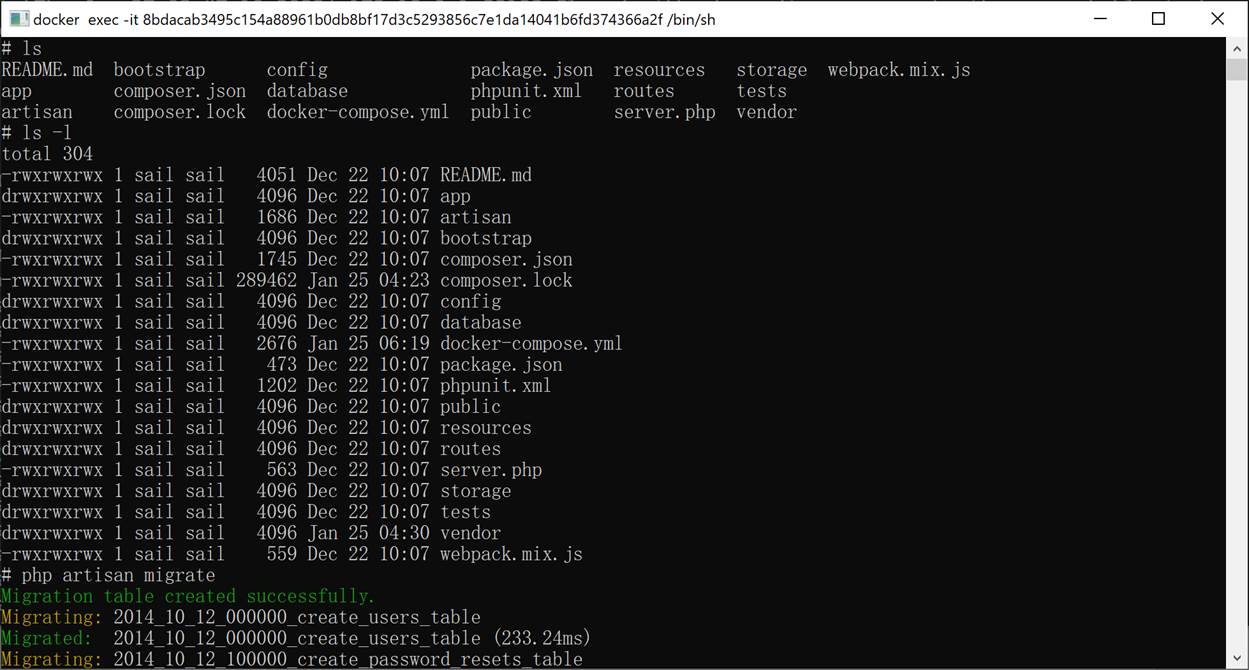 docker  exec -it 8bdacab3495c154a88961b0db8bf17d3c5293856c7e1da14041b6fd374366a2f /bin/sh
# ls
README.md  bootstrap      config              package.json  resources   storage  webpack.mix.js
app        composer.json  database            phpunit.xml   routes      tests
artisan    composer.lock  docker-compose.yml  public        server.php  vendor
# ls -l
total 304
-rwxrwxrwx 1 sail sail   4051 Dec 22 10:07 README.md
drwxrwxrwx 1 sail sail   4096 Dec 22 10:07 app
-rwxrwxrwx 1 sail sail   1686 Dec 22 10:07 artisan
drwxrwxrwx 1 sail sail   4096 Dec 22 10:07 bootstrap
-rwxrwxrwx 1 sail sail   1745 Dec 22 10:07 composer.json
-rwxrwxrwx 1 sail sail 289462 Jan 25 04:23 composer.lock
drwxrwxrwx 1 sail sail   4096 Dec 22 10:07 config
drwxrwxrwx 1 sail sail   4096 Dec 22 10:07 database
-rwxrwxrwx 1 sail sail   2676 Jan 25 06:19 docker-compose.yml
-rwxrwxrwx 1 sail sail    473 Dec 22 10:07 package.json
-rwxrwxrwx 1 sail sail   1202 Dec 22 10:07 phpunit.xml
drwxrwxrwx 1 sail sail   4096 Dec 22 10:07 public
drwxrwxrwx 1 sail sail   4096 Dec 22 10:07 resources
drwxrwxrwx 1 sail sail   4096 Dec 22 10:07 routes
-rwxrwxrwx 1 sail sail    563 Dec 22 10:07 server.php
drwxrwxrwx 1 sail sail   4096 Dec 22 10:07 storage
drwxrwxrwx 1 sail sail   4096 Dec 22 10:07 tests
drwxrwxrwx 1 sail sail   4096 Jan 25 04:30 vendor
-rwxrwxrwx 1 sail sail    559 Dec 22 10:07 webpack.mix.js
# php artisan migrate
Migration table created successfully.
Migrating: 2014_10_12_000000_create_users_table
Migrated:  2014_10_12_000000_create_users_table (233.24ms)
Migrating: 2014_10_12_100000_create_password_resets_table